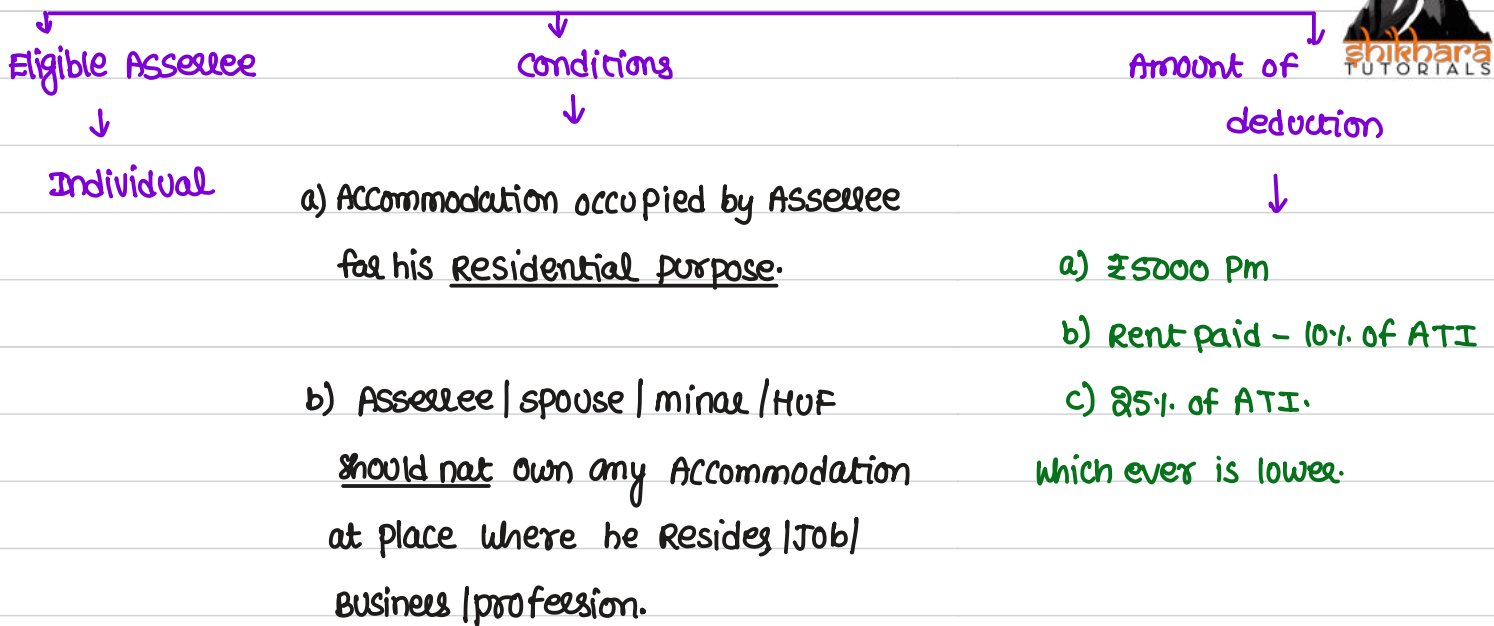 Eligible Assessee
Conditions
Amount of
deduction
Shikhara
TUTORIALS
Individual
a) Accommodation occupied by Assessee
for his Residential purpose.
b) Assessee | spouse | minor / HUF
should not own any Accommodation
at place where he Resides | Job /
Business / profession.
a) ₹5000 Pm
b) Rent paid - 10% of ATI
c) 25% of ATI.
which ever is lower.